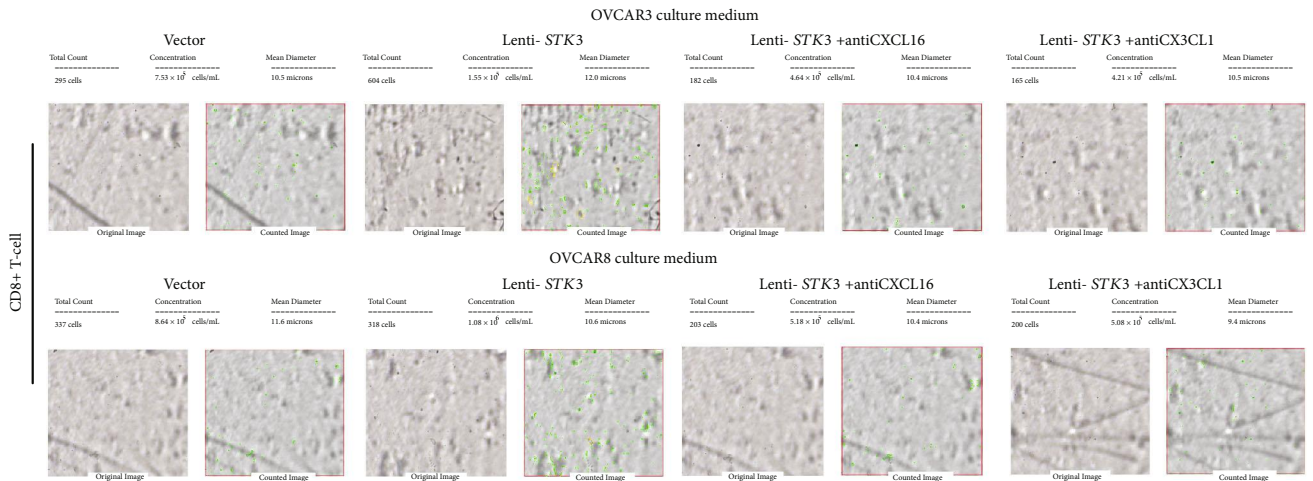 OVCAR3 culture medium
Vector
Lenti- STK3
Lenti- STK3 +antiCXCL16
Lenti- STK3 +antiCX3CL1
Total Count Concentration Mean Diameter
295 cells 7.53 × 10^5 cells/mL 10.5 microns
Total Count Concentration Mean Diameter
604 cells 1.55 × 10^5 cells/mL 12.0 microns
Total Count Concentration Mean Diameter
182 cells 4.64 × 10^5 cells/mL 10.4 microns
Total Count Concentration Mean Diameter
165 cells 4.21 × 10^5 cells/mL 10.5 microns
Original Image Counted Image Original Image Counted Image Original Image Counted Image Original Image Counted Image
CD8+ T-cell
OVCAR8 culture medium
Vector
Lenti- STK3
Lenti- STK3 +antiCXCL16
Lenti- STK3 +antiCX3CL1
Total Count Concentration Mean Diameter
337 cells 8.64 × 10^5 cells/mL 11.6 microns
Total Count Concentration Mean Diameter
318 cells 1.08 × 10^6 cells/mL 10.6 microns
Total Count Concentration Mean Diameter
203 cells 5.18 × 10^5 cells/mL 10.4 microns
Total Count Concentration Mean Diameter
200 cells 5.08 × 10^5 cells/mL 9.4 microns
Original Image Counted Image Original Image Counted Image Original Image Counted Image Original Image Counted Image